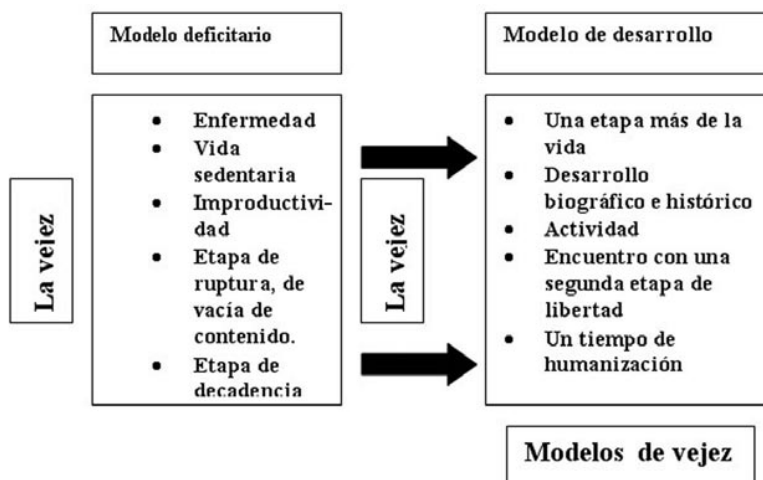 Modelo deficitario
Modelo de desarrollo
La vejez
• Enfermedad
• Vida
sedentaria
• Improductivi-
dad
• Etapa de
ruptura, de
vacía de
contenido.
• Etapa de
decadencia
La vejez
• Una etapa más de la
vida
• Desarrollo
biográfico e histórico
• Actividad
• Encuentro con una
segunda etapa de
libertad
• Un tiempo de
humanización
Modelos de vejez